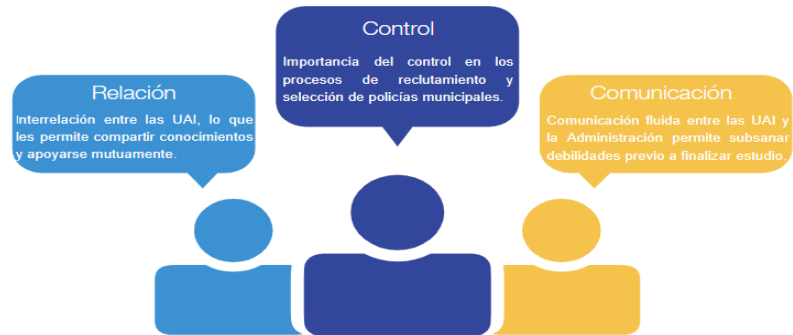 Relación
Interrelación entre las UAI, lo que
les permite compartir conocimientos
y apoyarse mutuamente.
Control
Importancia del control en los
procesos de reclutamiento y
selección de policías municipales.
Comunicación
Comunicación fluida entre las UAI y
la Administración permite subsanar
debilidades previo a finalizar estudio.